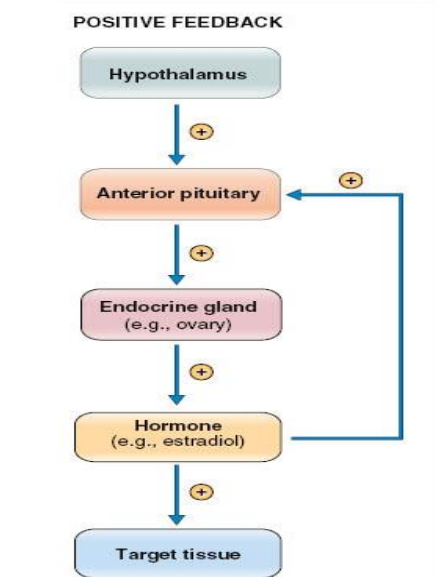 POSITIVE FEEDBACK
Hypothalamus
+
+
Anterior pituitary
+
Endocrine gland
(e.g., ovary)
+
Hormone
(e.g., estradiol)
+
Target tissue